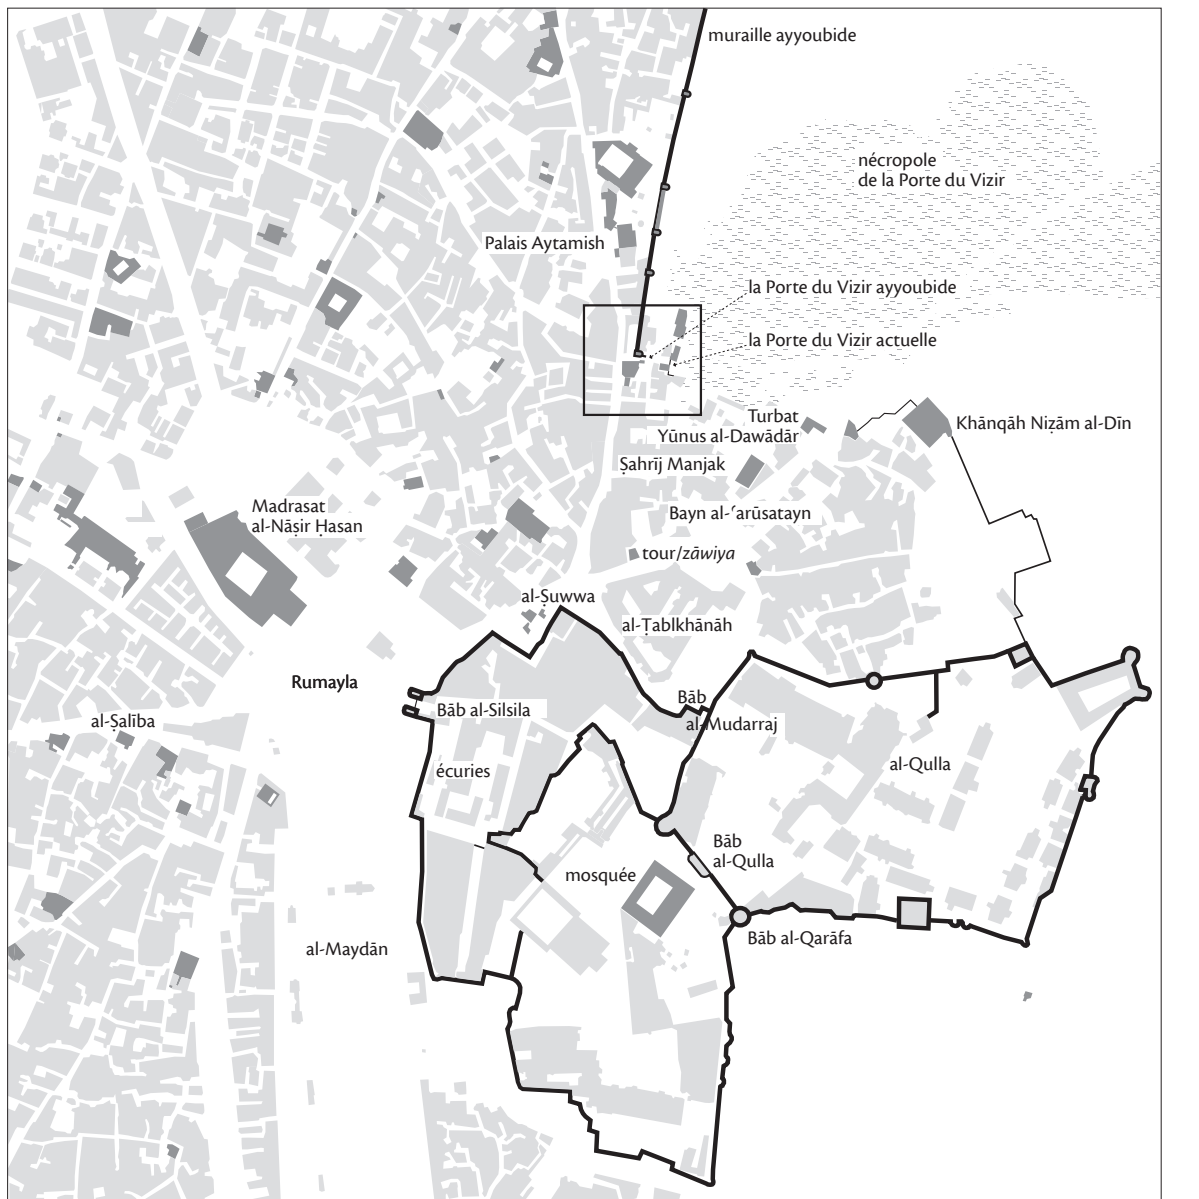 muraille ayyoubide
nécropole
de la Porte du Vizir
Palais Aytamish
la Porte du Vizir ayyoubide
la Porte du Vizir actuelle
Turbat
Yūnus al-Dawādār
Khānqāh Niẓām al-Dīn
Ṣahrīj Manjak
Madrasat
al-Nāṣir Ḥasan
Bayn al-ʿarūsatayn
tour/zāwiya
al-Ṣuwwa
al-Ṭablkhānāh
Rumayla
Bāb
al-Mudarraj
Bāb al-Silsila
al-Ṣalība
écuries
al-Qulla
Bāb
al-Qulla
mosquée
Bāb al-Qarāfa
al-Maydān